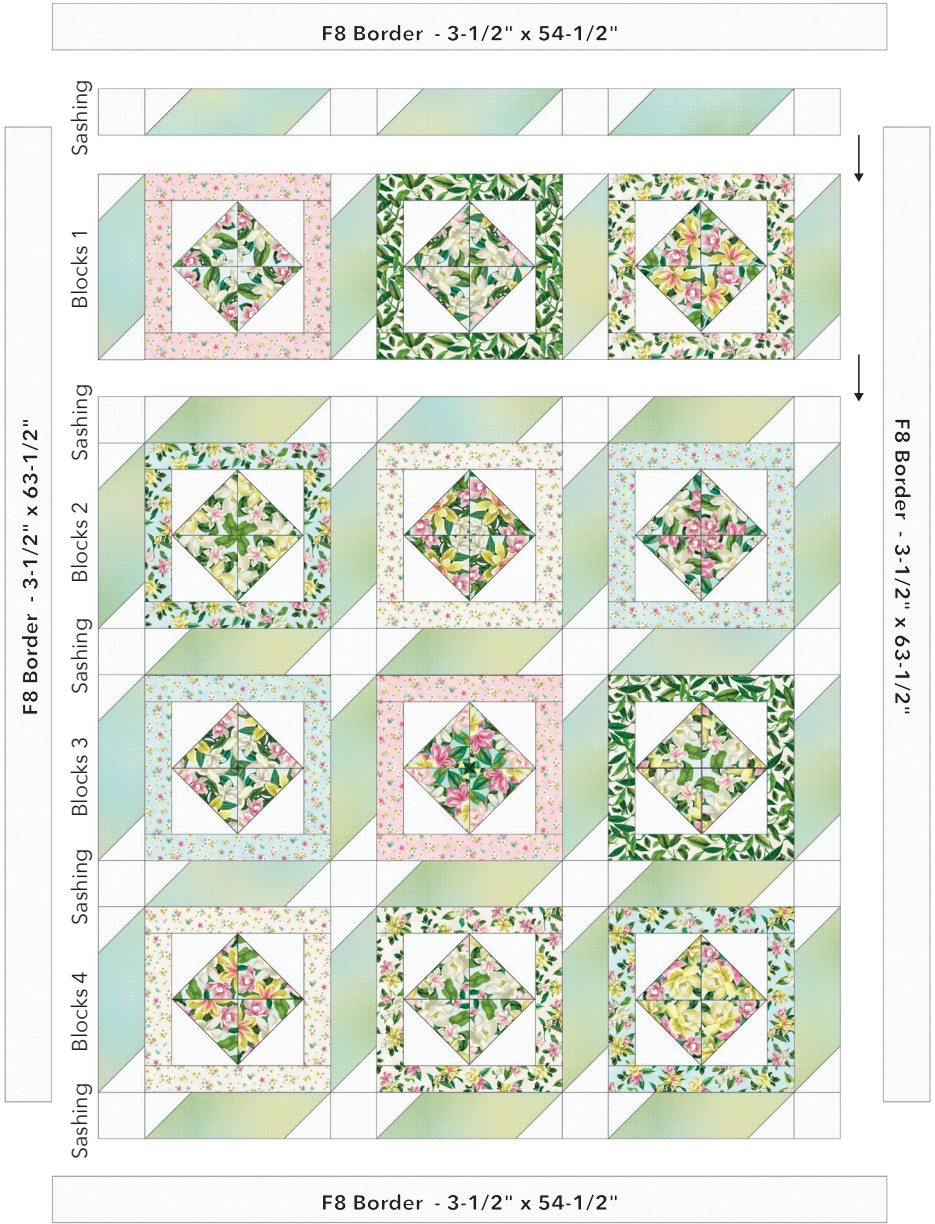 F8 Border - 3-1/2" x 54-1/2"
Sashing
Blocks 1
Sashing
Blocks 2
Sashing
Blocks 3
Sashing
Blocks 4
Sashing
F8 Border - 3-1/2" x 63-1/2"
F8 Border - 3-1/2" x 63-1/2"
F8 Border - 3-1/2" x 54-1/2"